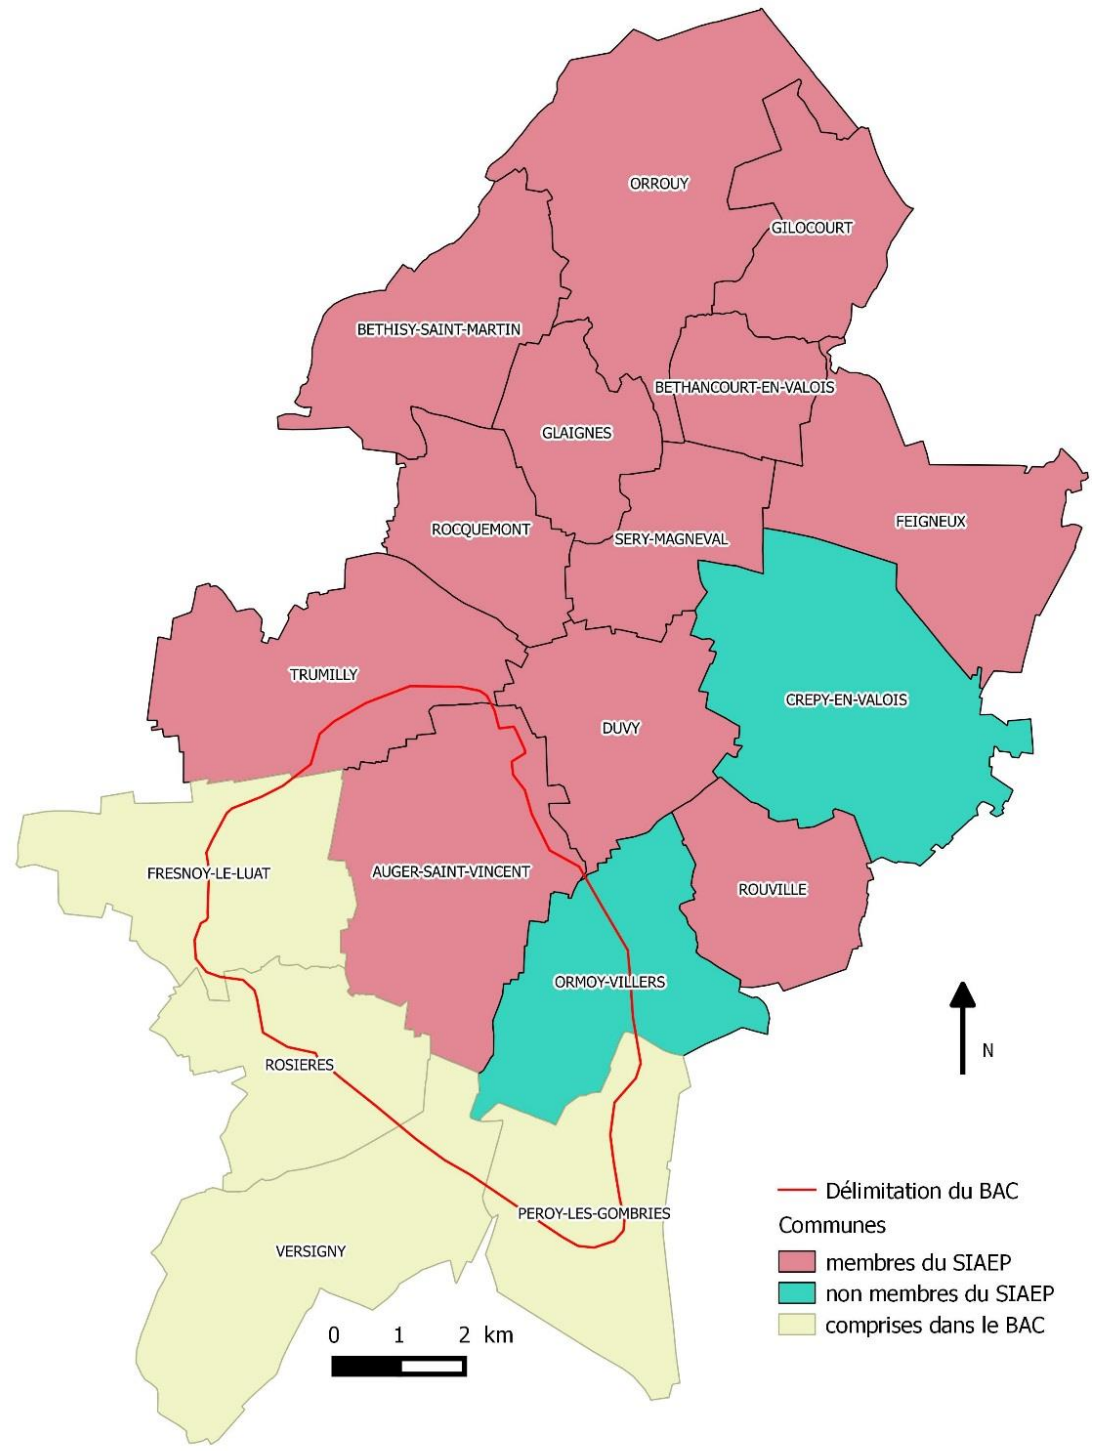 ORROUY
GILOCOURT
BETHISY-SAINT-MARTIN
BETHANCOURT-EN-VALOIS
GLAIGNES
FEIGNEUX
ROCQUEMONT
SERY-MAGNEVAL
TRUMILLY
CREPY-EN-VALOIS
DUVY
FRESNOY-LE-LUAT
AUGER-SAINT-VINCENT
ROUVILLE
ORMOY-VILLERS
N
ROSIERES
PEROY-LES-GOMBRIES
VERSIGNY
Délimitation du BAC
Communes
membres du SIAEP
non membres du SIAEP
comprises dans le BAC
0 1 2 km